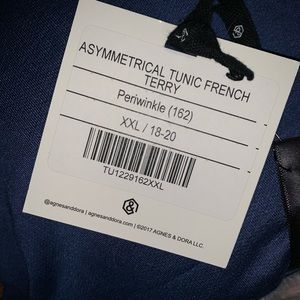 ASYMMETRICAL TUNIC FRENCH
TERRY
Periwinkle (162)
XXL / 18-20
TU1229162XXL
@agnesanddora | agnesanddora.com | ©2017 AGNES & DORA LLC.